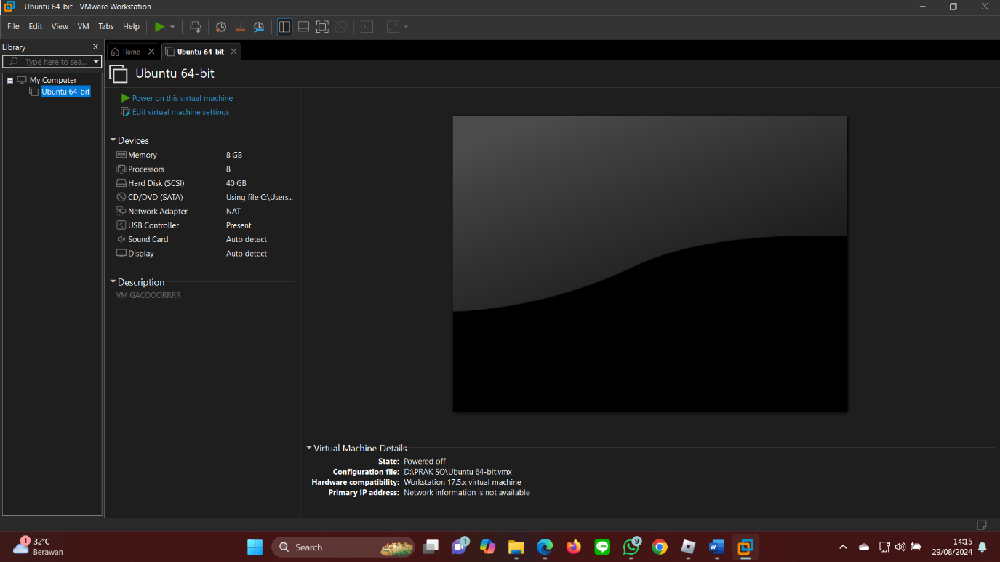 Ubuntu 64-bit - VMware Workstation
File Edit View VM Tabs Help
Library
Type here to sea...
My Computer
Ubuntu 64-bit
Home
Ubuntu 64-bit
Ubuntu 64-bit
Power on this virtual machine
Edit virtual machine settings
Devices
Memory 8 GB
Processors 8
Hard Disk (SCSI) 40 GB
CD/DVD (SATA) Using file C:\Users...
Network Adapter NAT
USB Controller Present
Sound Card Auto detect
Display Auto detect
Description
VM GACOOORRRR
Virtual Machine Details
State: Powered off
Configuration file: D:\PRAK SO\Ubuntu 64-bit.vmx
Hardware compatibility: Workstation 17.5.x virtual machine
Primary IP address: Network information is not available
1
32°C
Berawan
Search
1
LINE
9
W
14:15
29/08/2024